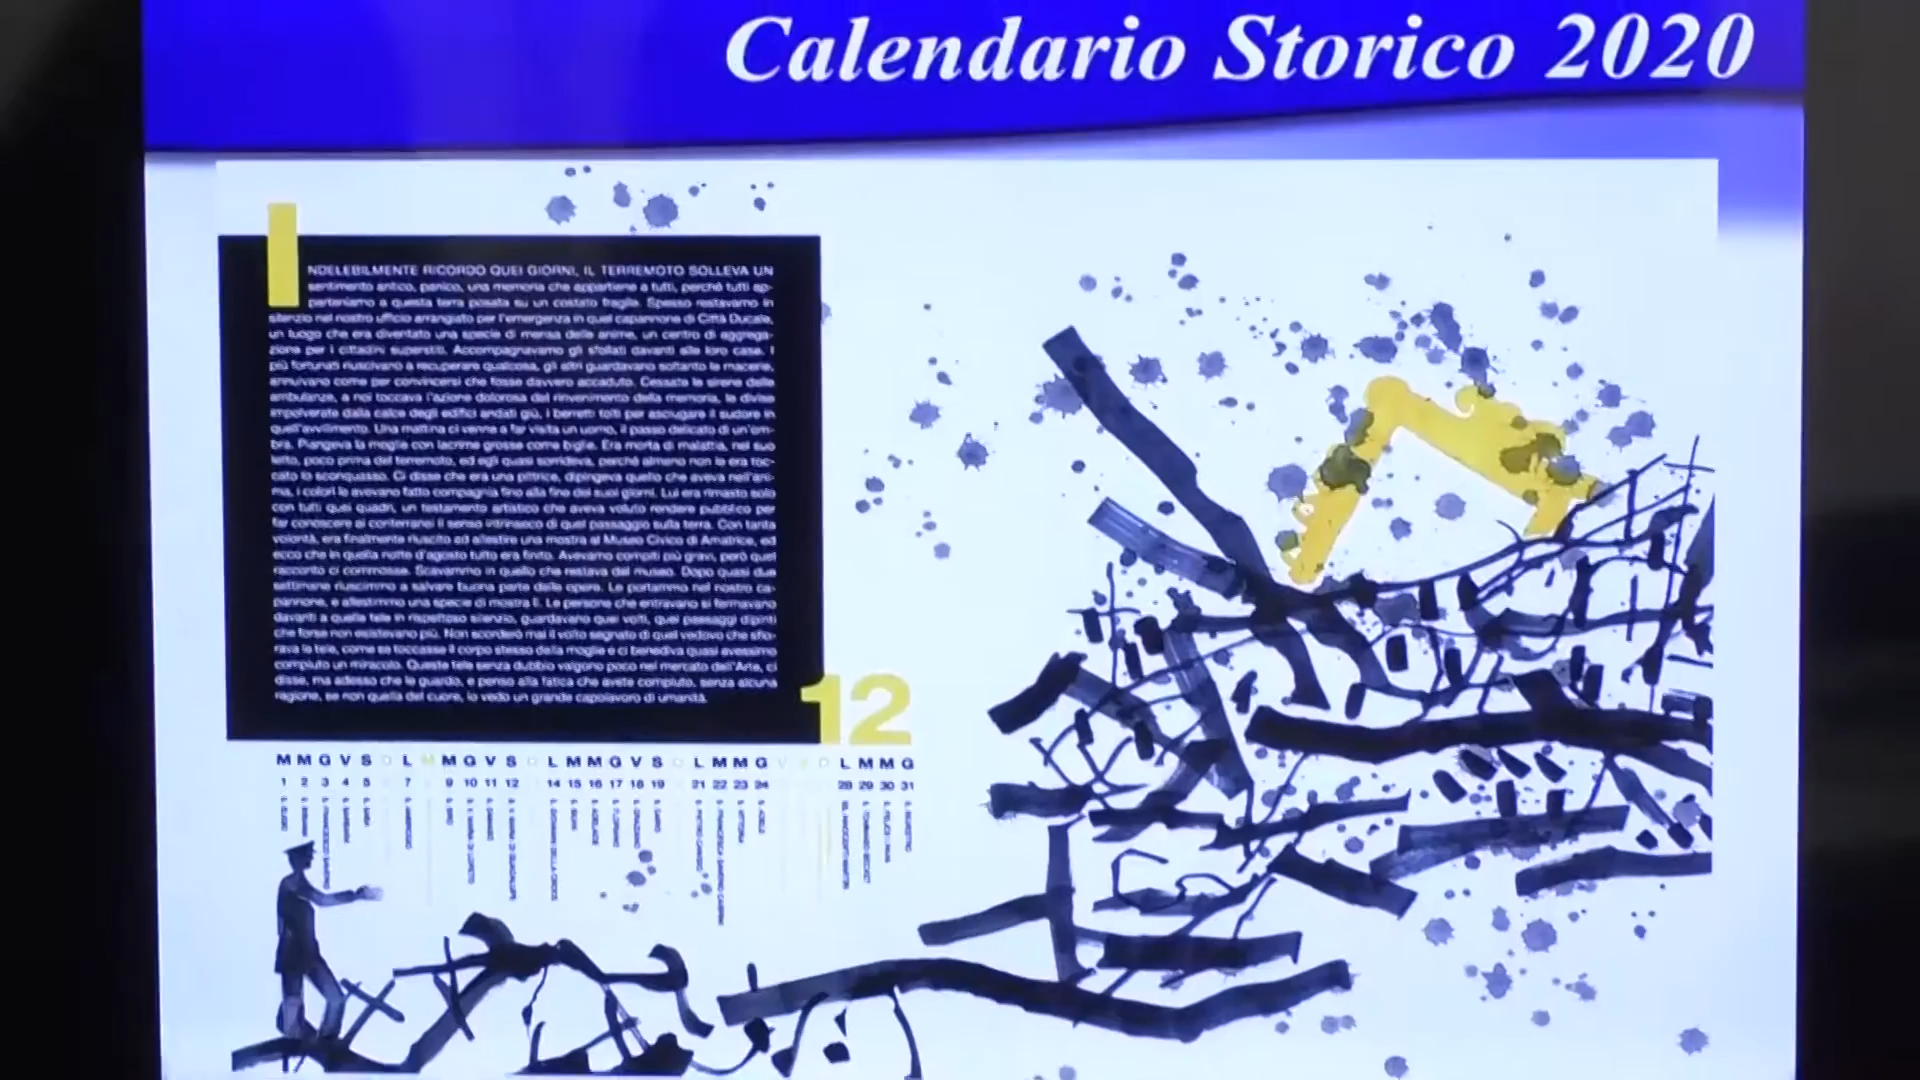 Calendario Storico 2020
INDELEBILMENTE RICORDO QUEI GIORNI, IL TERREMOTO SOLLEVA UN
sentimento antico, panico, una memoria che appartiene a tutti, perché tutti ap-
parteniamo a questa terra posata su un costato fragile. Spesso restavamo in
silenzio nel nostro ufficio arrangiato per l'emergenza in quel capannone di Città Ducale,
un luogo che era diventato una specie di mensa delle anime, un centro di aggrega-
zione per i cittadini superstiti. Accompagnavamo gli sfollati davanti alle loro case. I
più fortunati riuscivano a recuperare qualcosa, gli altri guardavano soltanto le macerie,
annuivano come per convincersi che fosse davvero accaduto. Cessate le sirene delle
ambulanze, a noi toccava l'azione dolorosa del rinvenimento della memoria, le divise
impolverate dalla calce degli edifici andati giù, i berretti tolti per asciugare il sudore in
quell'avvilimento. Una mattina ci venne a far visita un uomo, il passo delicato di un'om-
bra. Piangeva la moglie con lacrime grosse come biglie. Era morta di malattia, nel suo
letto, poco prima del terremoto, ed egli quasi sorrideva, perché almeno non le era toc-
cato lo sconquasso. Ci disse che era una pittrice, dipingeva quello che aveva nell'ani-
ma, i colori le avevano fatto compagnia fino alla fine dei suoi giorni. Lui era rimasto solo
con tutti quei quadri, un testamento artistico che aveva voluto rendere pubblico per
far conoscere ai conterranei il senso intrinseco di quel passaggio sulla terra. Con tanta
volontà, era finalmente riuscito ad allestire una mostra al Museo Civico di Amatrice, ed
ecco che in quella notte d'agosto tutto era finito. Avevamo compiti più gravi, però quel
racconto ci commosse. Scavammo in quello che restava del museo. Dopo quasi due
settimane riuscimmo a salvare buona parte delle opere. Le portammo nel nostro ca-
pannone, e allestimmo una specie di mostra lì. Le persone che entravano si fermavano
davanti a quelle tele in rispettoso silenzio, guardavano quei volti, quei paesaggi dipinti
che forse non esistevano più. Non scorderò mai il volto segnato di quel vedovo che sfio-
rava le tele, come se toccasse il corpo stesso della moglie e ci benediva quasi avessimo
compiuto un miracolo. Queste tele senza dubbio valgono poco nel mercato dell'Arte, ci
disse, ma adesso che le guardo, e penso alla fatica che avete compiuto, senza alcuna
ragione, se non quella del cuore, io vedo un grande capolavoro di umanità.
12
M M G V S D L M M G V S D L M M G V S D L M M G V S D L M M G
1 2 3 4 5 7 9 10 11 12 14 15 16 17 18 19 21 22 23 24 28 29 30 31